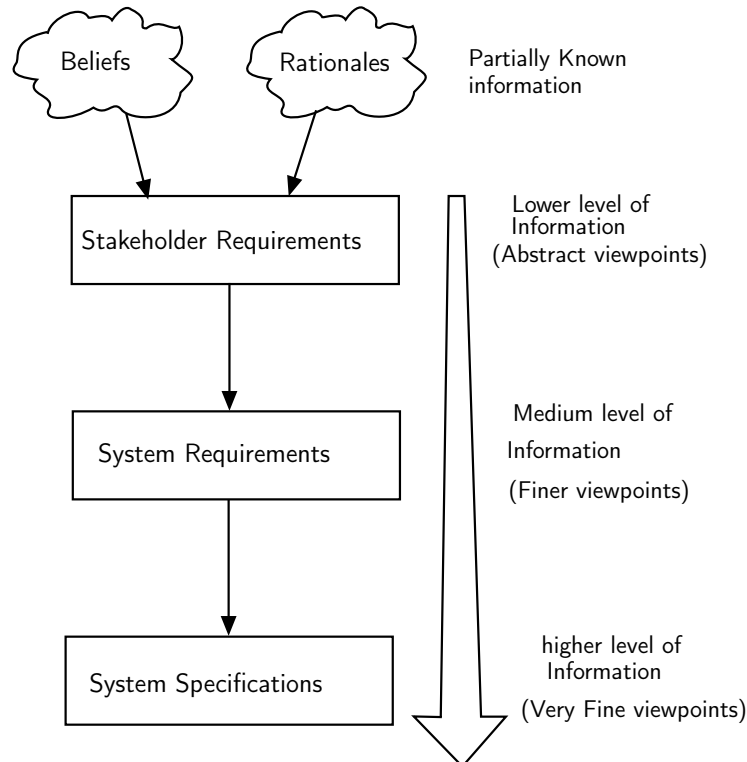 Beliefs
Rationales
Partially Known
information
Stakeholder Requirements
Lower level of
Information
(Abstract viewpoints)
System Requirements
Medium level of
Information
(Finer viewpoints)
System Specifications
higher level of
Information
(Very Fine viewpoints)